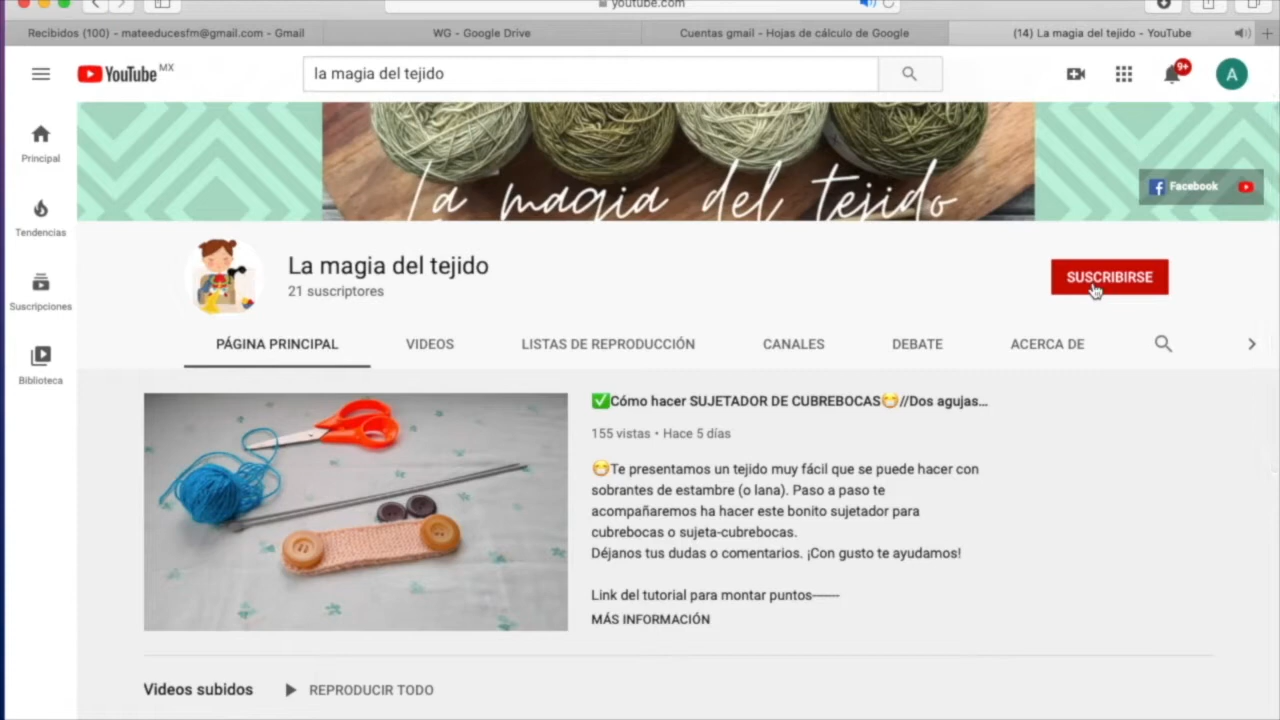 youtube.com
Recibidos (100) - mateeducesfm@gmail.com - Gmail
WG - Google Drive
Cuentas gmail - Hojas de cálculo de Google
(14) La magia del tejido - YouTube
YouTube MX
la magia del tejido
9+
A
Principal
Tendencias
Suscripciones
Biblioteca
La magia del tejido
Facebook
La magia del tejido
21 suscriptores
SUSCRIBIRSE
PÁGINA PRINCIPAL
VIDEOS
LISTAS DE REPRODUCCIÓN
CANALES
DEBATE
ACERCA DE
✅Cómo hacer SUJETADOR DE CUBREBOCAS😷//Dos agujas...
155 vistas • Hace 5 días
😷Te presentamos un tejido muy fácil que se puede hacer con
sobrantes de estambre (o lana). Paso a paso te
acompañaremos ha hacer este bonito sujetador para
cubrebocas o sujeta-cubrebocas.
Déjanos tus dudas o comentarios. ¡Con gusto te ayudamos!
Link del tutorial para montar puntos——
MÁS INFORMACIÓN
Videos subidos
REPRODUCIR TODO